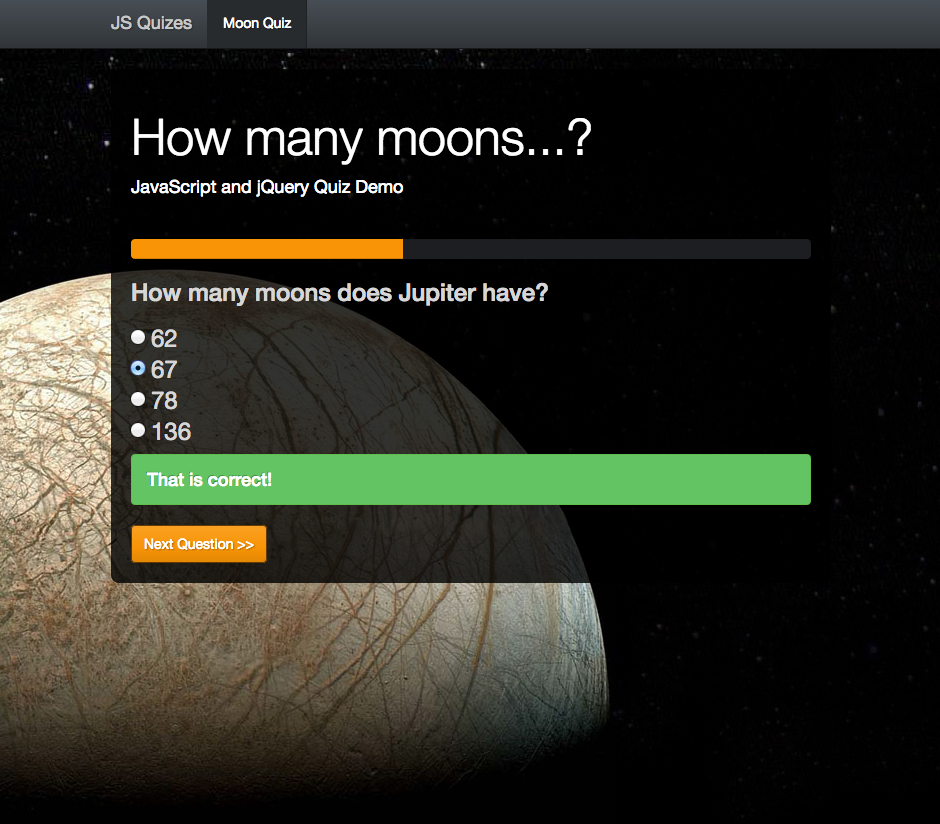 JS Quizes Moon Quiz
How many moons...?
JavaScript and jQuery Quiz Demo
How many moons does Jupiter have?
62
67
78
136
That is correct!
Next Question >>